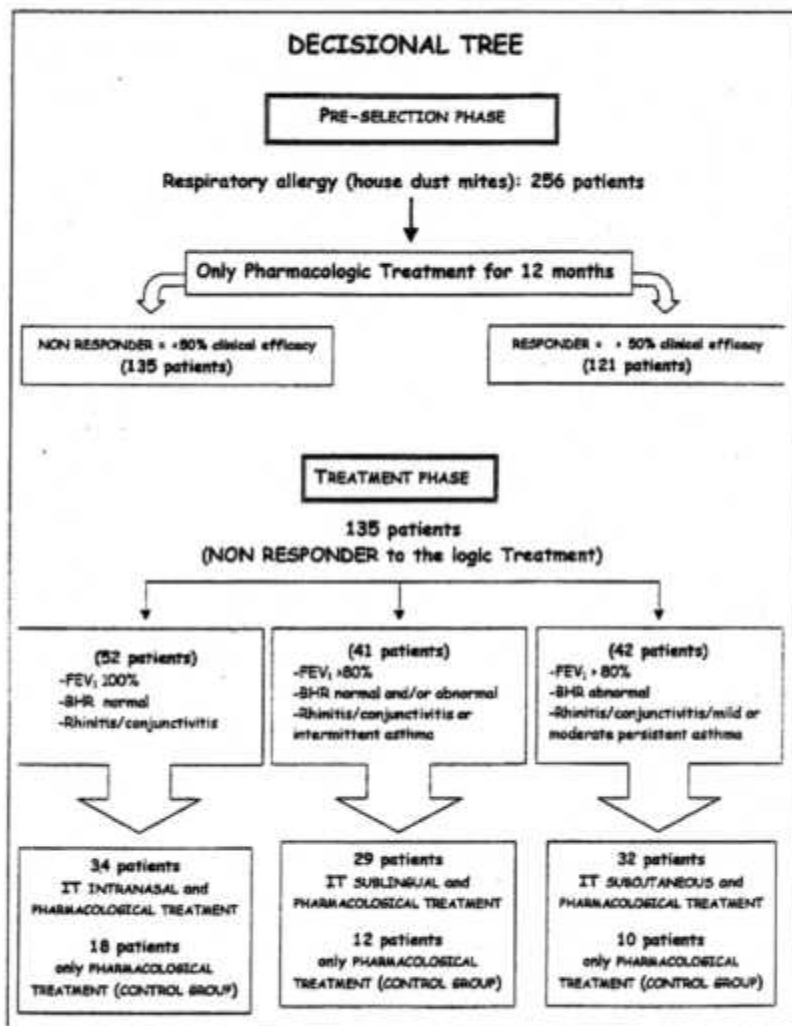 DECISIONAL TREE
PRE-SELECTION PHASE
Respiratory allergy (house dust mites): 256 patients
Only Pharmacologic Treatment for 12 months
NON RESPONDER = <50% clinical efficacy
(135 patients)
RESPONDER = > 50% clinical efficacy
(121 patients)
TREATMENT PHASE
135 patients
(NON RESPONDER to the logic Treatment)
(52 patients)
-FEV₁ 100%
-BHR normal
-Rhinitis/conjunctivitis
(41 patients)
-FEV₁ >80%
-BHR normal and/or abnormal
-Rhinitis/conjunctivitis or
intermittent asthma
(42 patients)
-FEV₁ > 80%
-BHR abnormal
-Rhinitis/conjunctivitis/mild or
moderate persistent asthma
34 patients
IT INTRANASAL and
PHARMACOLOGICAL TREATMENT
18 patients
only PHARMACOLOGICAL
TREATMENT (CONTROL GROUP)
29 patients
IT SUBLINGUAL and
PHARMACOLOGICAL TREATMENT
12 patients
only PHARMACOLOGICAL
TREATMENT (CONTROL GROUP)
32 patients
IT SUBCUTANEOUS and
PHARMACOLOGICAL TREATMENT
10 patients
only PHARMACOLOGICAL
TREATMENT (CONTROL GROUP)